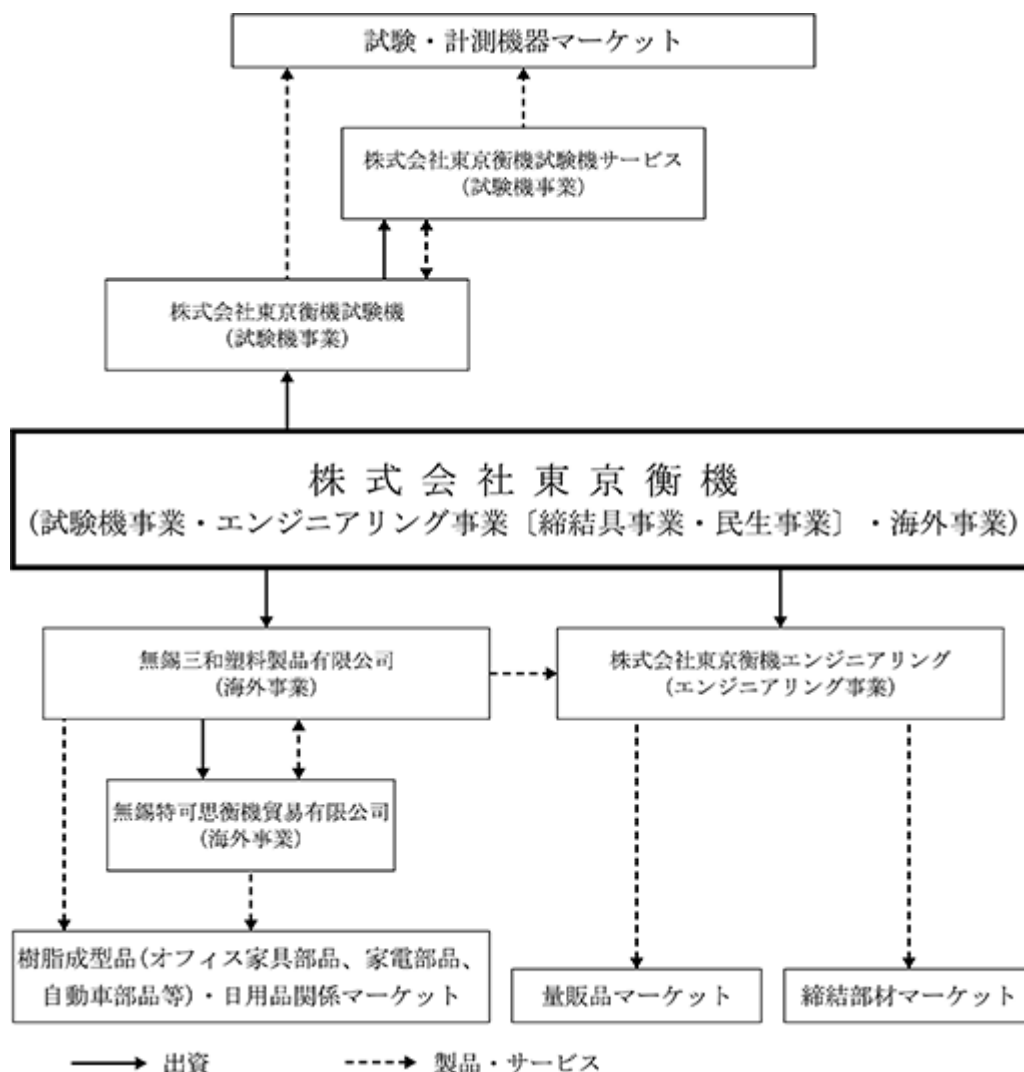 試験・計測機器マーケット
株式会社東京衡機試験機サービス
(試験機事業)
株式会社東京衡機試験機
(試験機事業)
株式会社東京衡機
(試験機事業・エンジニアリング事業〔締結具事業・民生事業〕・海外事業)
無錫三和塑料製品有限公司
(海外事業)
株式会社東京衡機エンジニアリング
(エンジニアリング事業)
無錫特可思衡機貿易有限公司
(海外事業)
樹脂成型品(オフィス家具部品、家電部品、
自動車部品等)・日用品関係マーケット
量販品マーケット
締結部材マーケット
出資
製品・サービス